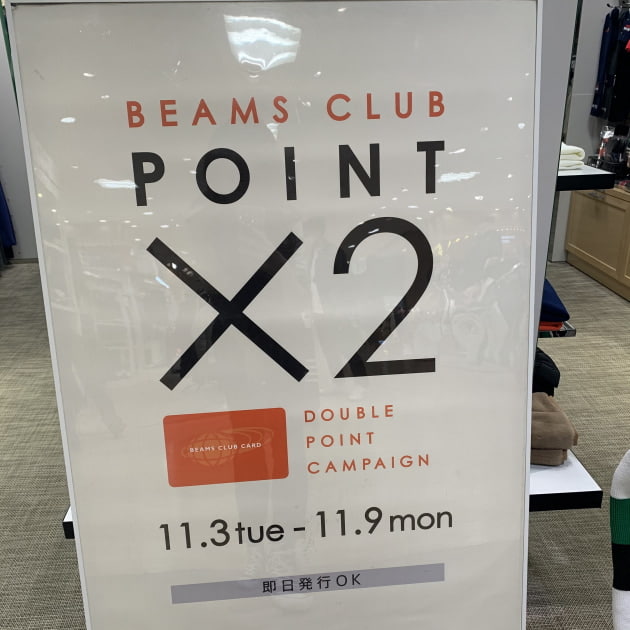 BEAMS CLUB
POINT
×2
BEAMS CLUB CARD
DOUBLE
POINT
CAMPAIGN
11.3 tue - 11.9 mon
即日発行OK